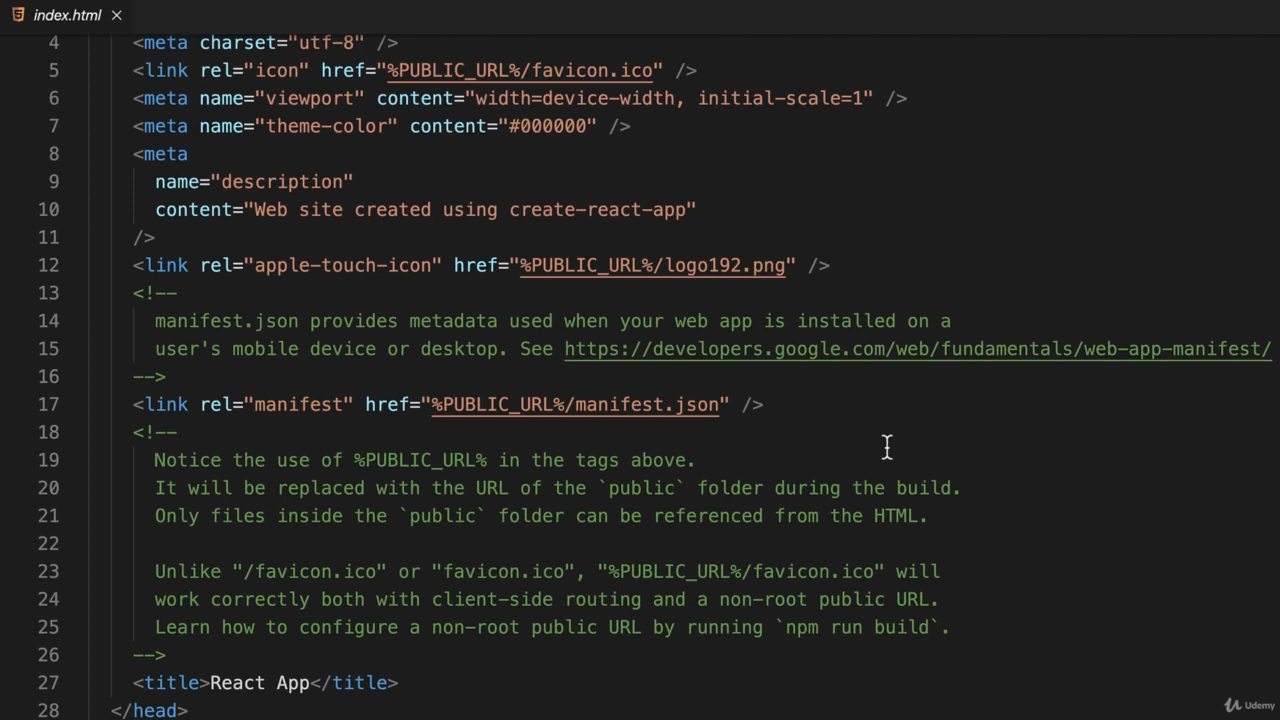 index.html
4 <meta charset="utf-8" />
5 <link rel="icon" href="%PUBLIC_URL%/favicon.ico" />
6 <meta name="viewport" content="width=device-width, initial-scale=1" />
7 <meta name="theme-color" content="#000000" />
8 <meta
9 name="description"
10 content="Web site created using create-react-app"
11 />
12 <link rel="apple-touch-icon" href="%PUBLIC_URL%/logo192.png" />
13 <!--
14 manifest.json provides metadata used when your web app is installed on a
15 user's mobile device or desktop. See https://developers.google.com/web/fundamentals/web-app-manifest/
16 -->
17 <link rel="manifest" href="%PUBLIC_URL%/manifest.json" />
18 <!--
19 Notice the use of %PUBLIC_URL% in the tags above.
20 It will be replaced with the URL of the `public` folder during the build.
21 Only files inside the `public` folder can be referenced from the HTML.
22
23 Unlike "/favicon.ico" or "favicon.ico", "%PUBLIC_URL%/favicon.ico" will
24 work correctly both with client-side routing and a non-root public URL.
25 Learn how to configure a non-root public URL by running `npm run build`.
26 -->
27 <title>React App</title>
28 </head>
Udemy